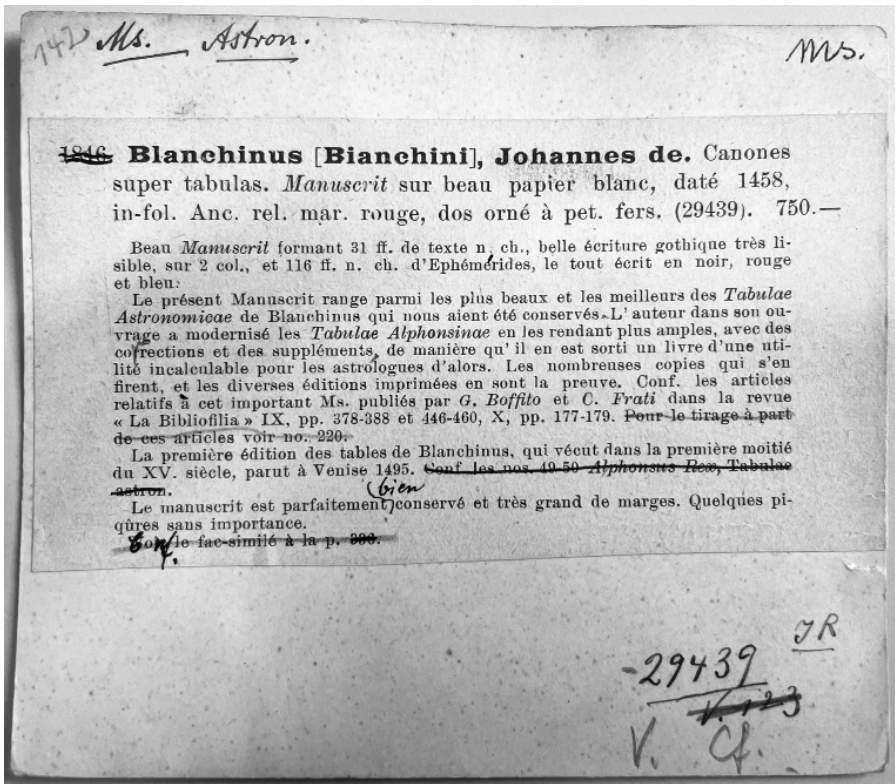 142 Ms. Astron. Ms.
1846 Blanchinus [Bianchini], Johannes de. Canones
super tabulas. Manuscrit sur beau papier blanc, daté 1458,
in-fol. Anc. rel. mar. rouge, dos orné à pet. fers. (29439). 750.—
Beau Manuscrit formant 31 ff. de texte n. ch., belle écriture gothique très li-
sible, sur 2 col., et 116 ff. n. ch. d'Ephémérides, le tout écrit en noir, rouge
et bleu.
Le présent Manuscrit range parmi les plus beaux et les meilleurs des Tabulae
Astronomicae de Blanchinus qui nous aient été conservés. L' auteur dans son ou-
vrage a modernisé les Tabulae Alphonsinae en les rendant plus amples, avec des
corrections et des suppléments, de manière qu' il en est sorti un livre d'une uti-
lité incalculable pour les astrologues d'alors. Les nombreuses copies qui s'en
firent, et les diverses éditions imprimées en sont la preuve. Conf. les articles
relatifs à cet important Ms. publiés par G. Boffito et C. Frati dans la revue
« La Bibliofilia » IX, pp. 378-388 et 446-460, X, pp. 177-179. Pour le tirage à part
de ces articles voir no. 220.
La première édition des tables de Blanchinus, qui vécut dans la première moitié
du XV. siècle, parut à Venise 1495. Conf. les nos. 49-50 Alphonsus Rex, Tabulae
astron.
bien
Le manuscrit est parfaitement conservé et très grand de marges. Quelques pi-
qûres sans importance.
Conf. le fac-similé à la p.
JR
-29439
V. 123
V. Cf.